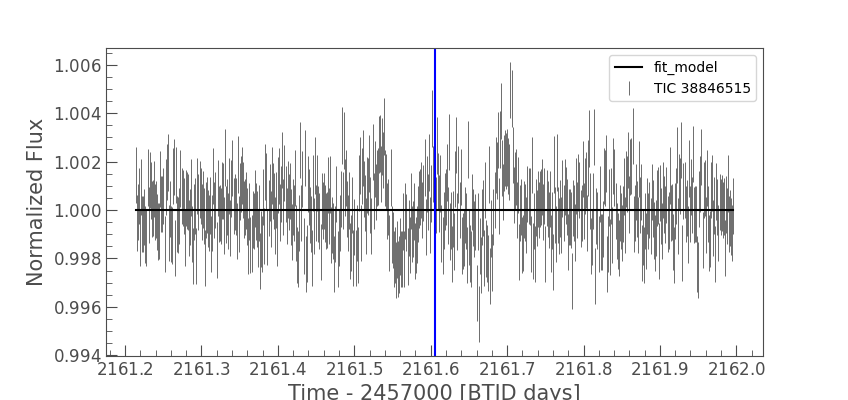 1.006
1.004
1.002
1.000
0.998
0.996
0.994
Normalized Flux
fit_model
TIC 38846515
2161.2 2161.3 2161.4 2161.5 2161.6 2161.7 2161.8 2161.9 2162.0
Time - 2457000 [BTJD days]